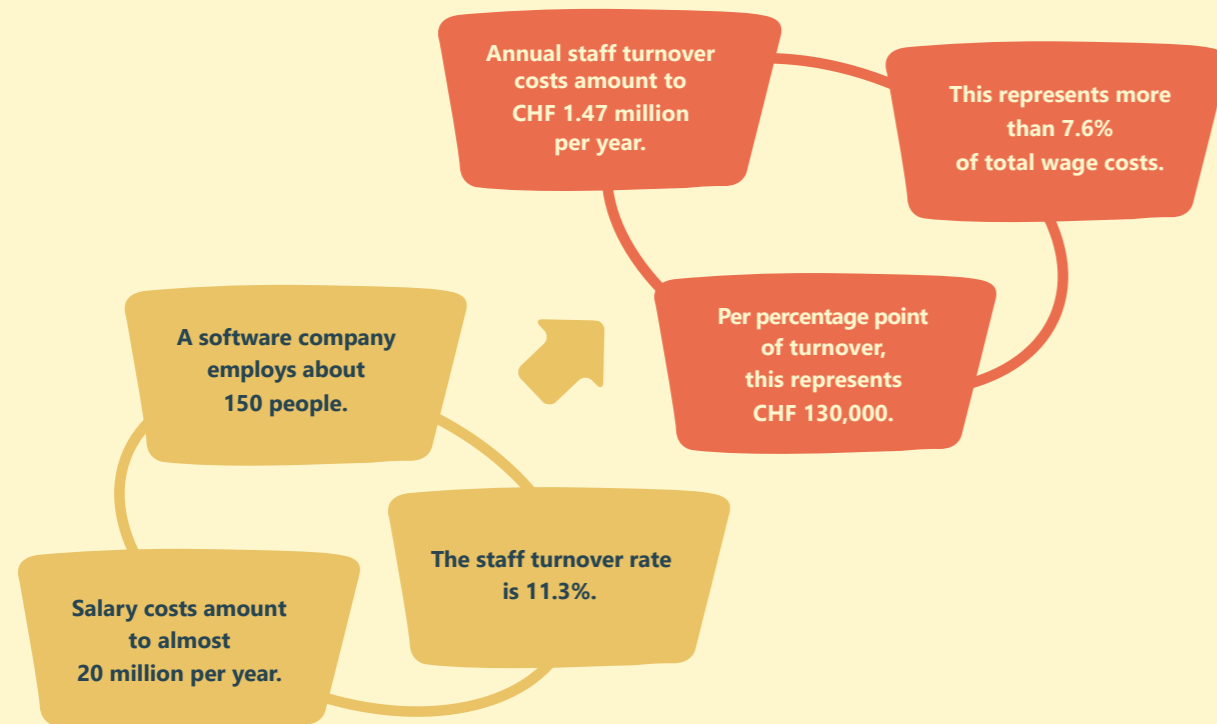 Annual staff turnover
costs amount to
CHF 1.47 million
per year.
This represents more
than 7.6%
of total wage costs.
Per percentage point
of turnover,
this represents
CHF 130,000.
A software company
employs about
150 people.
The staff turnover rate
is 11.3%.
Salary costs amount
to almost
20 million per year.